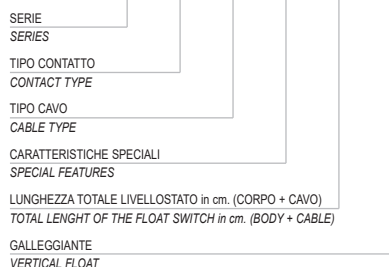 SERIE
SERIES
TIPO CONTATTO
CONTACT TYPE
TIPO CAVO
CABLE TYPE
CARATTERISTICHE SPECIALI
SPECIAL FEATURES
LUNGHEZZA TOTALE LIVELLOSTATO in cm. (CORPO + CAVO)
TOTAL LENGHT OF THE FLOAT SWITCH in cm. (BODY + CABLE)
GALLEGGIANTE
VERTICAL FLOAT